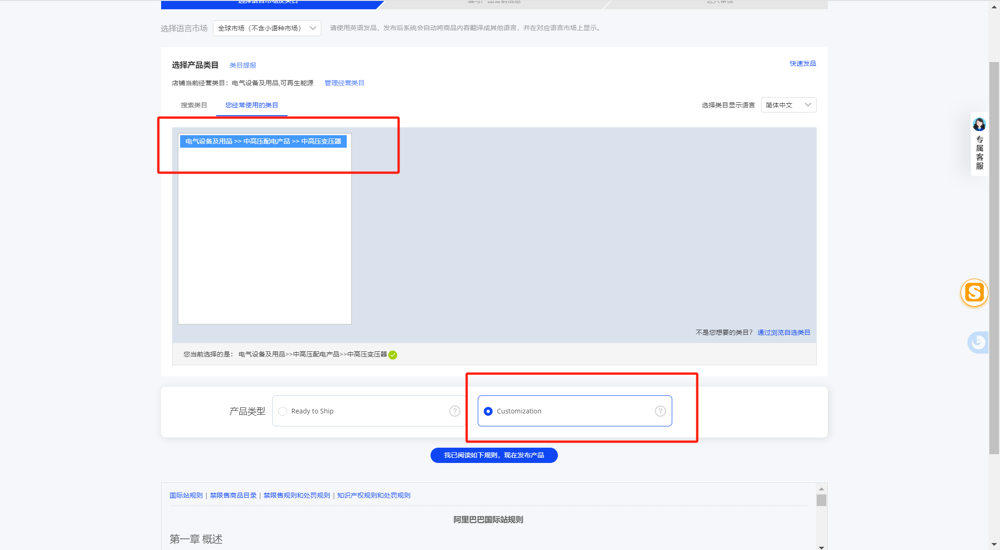 选择语言市场 全球市场（不含小语种市场） 请使用英语发品，发布后系统会自动将商品内容翻译成其他语言，并在对应语言市场上显示。
选择产品类目 类目提报 快速发品
店铺当前经营类目：电气设备及用品,可再生能源 管理经营类目
搜索类目 您经常使用的类目 选择类目显示语言 简体中文
电气设备及用品 >> 中高压配电产品 >> 中高压变压器
专属客服
S
不是您想要的类目？ 通过浏览自选类目
您当前选择的是： 电气设备及用品>>中高压配电产品>>中高压变压器
产品类型 Ready to Ship ? Customization ?
我已阅读如下规则，现在发布产品
国际站规则 | 禁限售商品目录 | 禁限售规则和处罚规则 | 知识产权规则和处罚规则
阿里巴巴国际站规则
第一章 概述